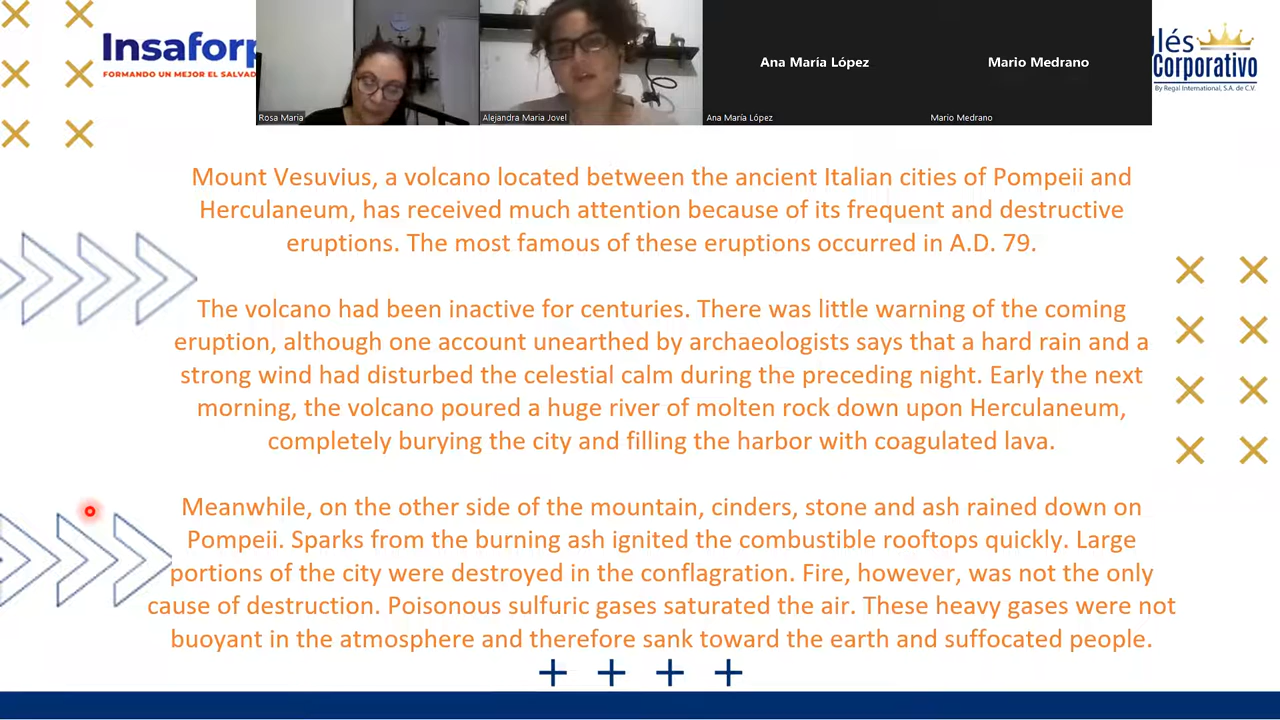 Insaforp
FORMANDO UN MEJOR EL SALVA
Rosa Maria
Alejandra Maria Jovel
Ana María López
Ana María López
Mario Medrano
Mario Medrano
lés
Corporativo
By Regal International, S.A. de C.V.
Mount Vesuvius, a volcano located between the ancient Italian cities of Pompeii and
Herculaneum, has received much attention because of its frequent and destructive
eruptions. The most famous of these eruptions occurred in A.D. 79.
The volcano had been inactive for centuries. There was little warning of the coming
eruption, although one account unearthed by archaeologists says that a hard rain and a
strong wind had disturbed the celestial calm during the preceding night. Early the next
morning, the volcano poured a huge river of molten rock down upon Herculaneum,
completely burying the city and filling the harbor with coagulated lava.
Meanwhile, on the other side of the mountain, cinders, stone and ash rained down on
Pompeii. Sparks from the burning ash ignited the combustible rooftops quickly. Large
portions of the city were destroyed in the conflagration. Fire, however, was not the only
cause of destruction. Poisonous sulfuric gases saturated the air. These heavy gases were not
buoyant in the atmosphere and therefore sank toward the earth and suffocated people.